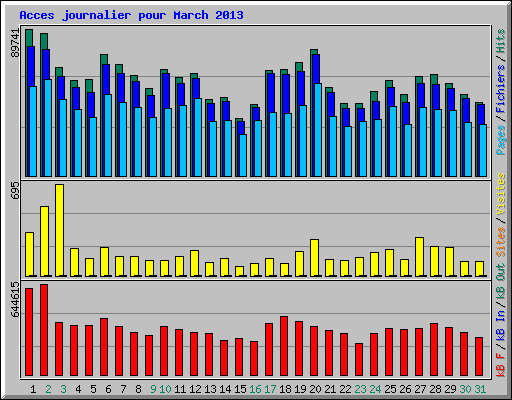 Acces journalier pour March 2013
89741
695
644615
Pages / Fichiers / Hits
Sites / Visites
kB F / kB In / kB Out
1 2 3 4 5 6 7 8 9 10 11 12 13 14 15 16 17 18 19 20 21 22 23 24 25 26 27 28 29 30 31